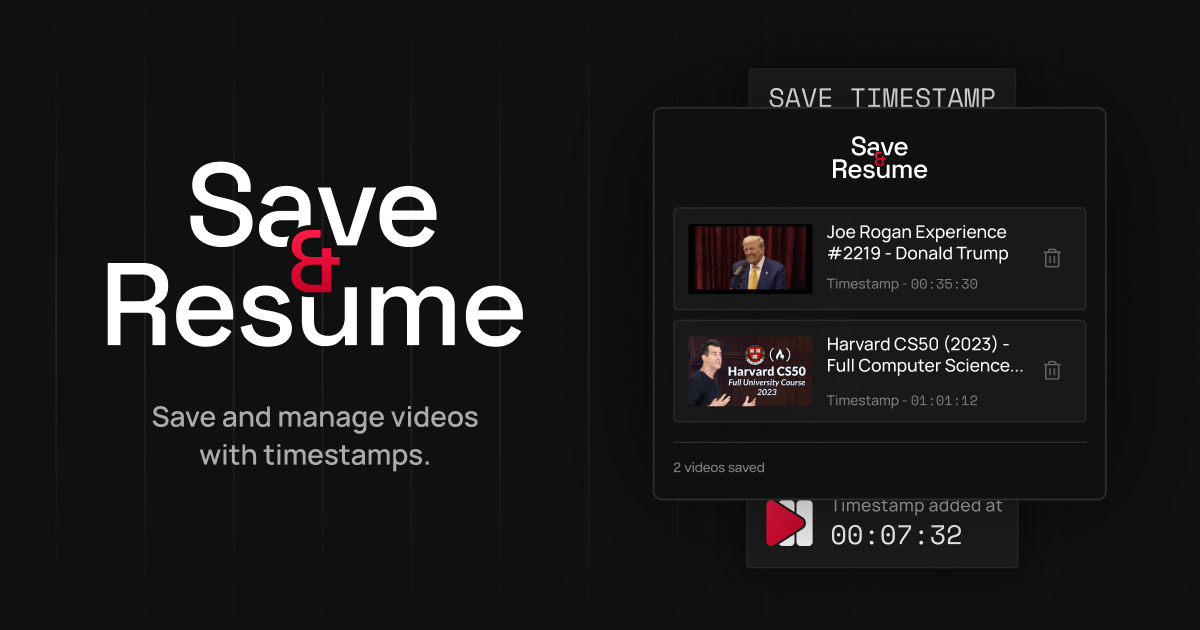 Save
&
Resume
Save and manage videos
with timestamps.
SAVE TIMESTAMP
Save
&
Resume
Joe Rogan Experience
#2219 - Donald Trump
Timestamp - 00:35:30
Harvard CS50
Full University Course
2023
Harvard CS50 (2023) -
Full Computer Science...
Timestamp - 01:01:12
2 videos saved
Timestamp added at
00:07:32